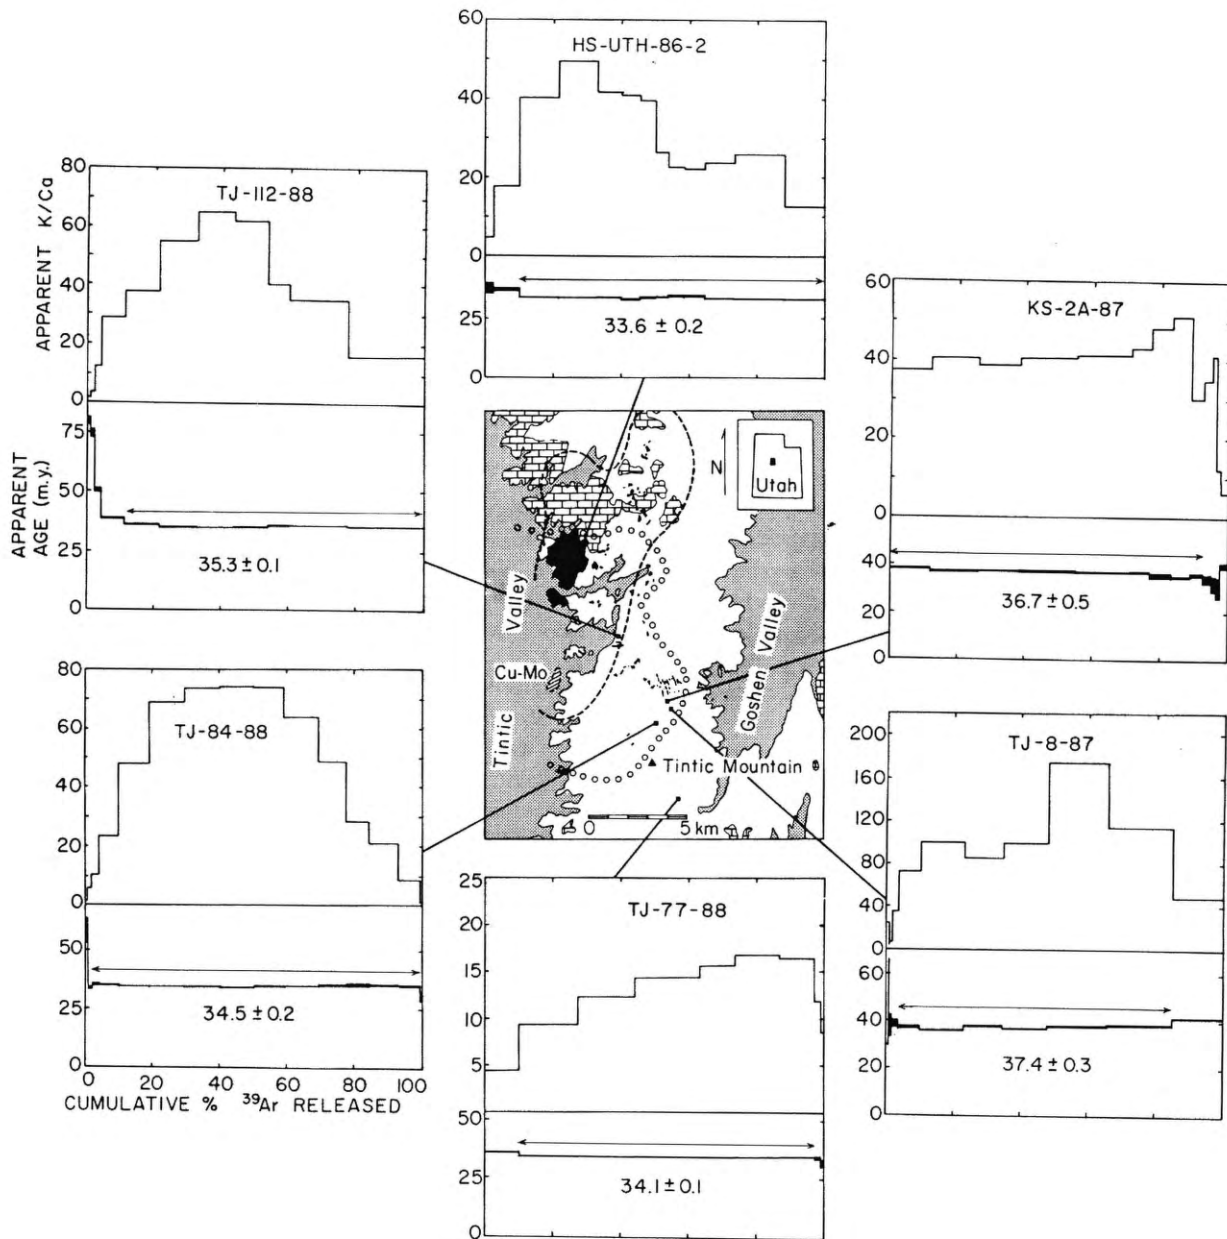 HS-UTH-86-2
60
40
20
0
25
0
33.6 ± 0.2
TJ-112-88
80
60
40
20
0
APPARENT K/Ca
75
50
25
0
APPARENT
AGE (m.y.)
35.3 ± 0.1
KS-2A-87
60
40
20
0
40
20
0
36.7 ± 0.5
N
Utah
Valley
Tintic
Cu-Mo
Goshen Valley
Tintic Mountain
0 5 km
TJ-84-88
80
60
40
20
0
50
25
0
34.5 ± 0.2
0 20 40 60 80 100
CUMULATIVE % ³⁹Ar RELEASED
TJ-77-88
25
20
15
10
5
50
25
0
34.1 ± 0.1
TJ-8-87
200
160
120
80
40
0
60
40
20
0
37.4 ± 0.3